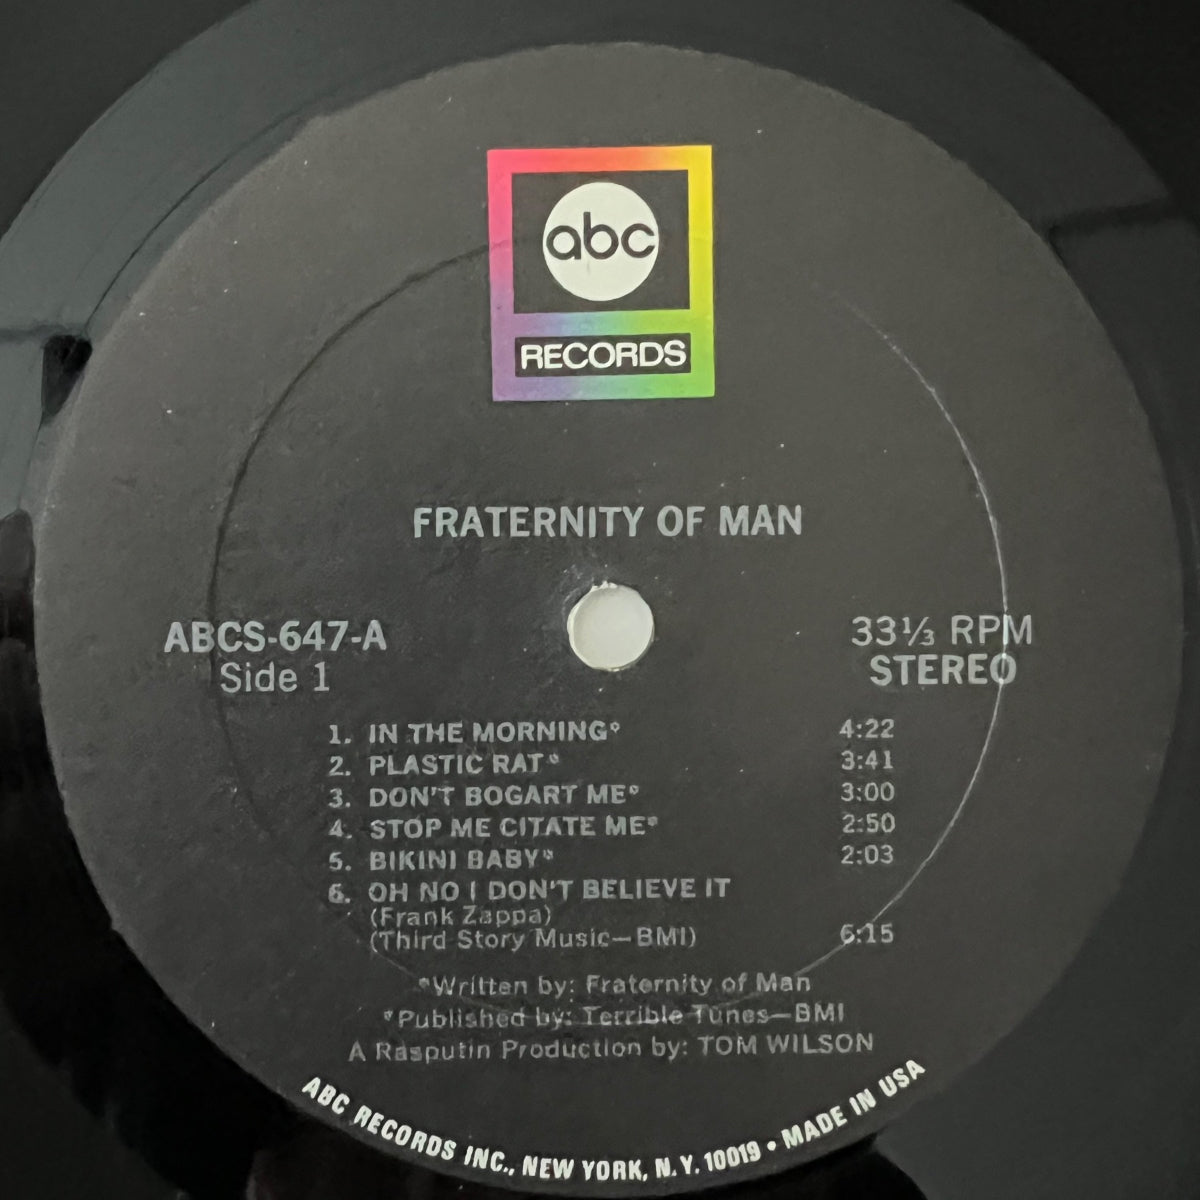 abc
RECORDS
FRATERNITY OF MAN
ABCS-647-A
Side 1
33⅓ RPM
STEREO
1. IN THE MORNING* 4:22
2. PLASTIC RAT* 3:41
3. DON'T BOGART ME* 3:00
4. STOP ME CITATE ME* 2:50
5. BIKINI BABY* 2:03
6. OH NO I DON'T BELIEVE IT
(Frank Zappa)
(Third Story Music—BMI) 6:15
*Written by: Fraternity of Man
*Published by: Terrible Tunes—BMI
A Rasputin Production by: TOM WILSON
ABC RECORDS INC., NEW YORK, N.Y. 10019 • MADE IN USA